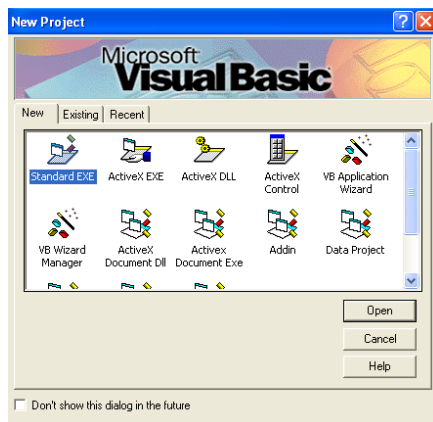 New Project
Microsoft
Visual Basic
New Existing Recent
Standard EXE ActiveX EXE ActiveX DLL ActiveX Control VB Application Wizard
VB Wizard Manager ActiveX Document Dll Activex Document Exe Addin Data Project
Open
Cancel
Help
Don't show this dialog in the future